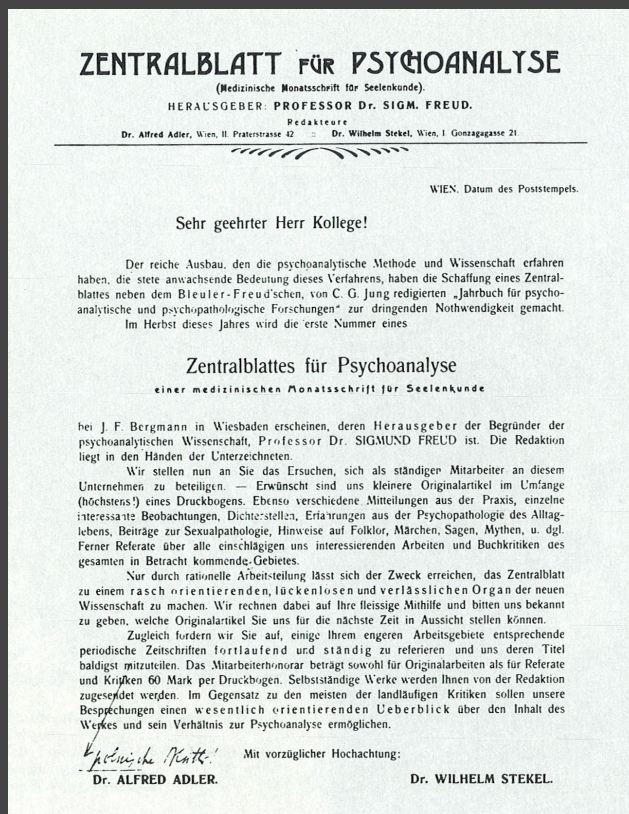 ZENTRALBLATT FÜR PSYCHOANALYSE
(Medizinische Monatsschrift für Seelenkunde).
HERAUSGEBER: PROFESSOR Dr. SIGM. FREUD.
Redakteure
Dr. Alfred Adler, Wien, II. Praterstrasse 42 :: Dr. Wilhelm Stekel, Wien, I. Gonzagagasse 21.
WIEN, Datum des Poststempels.
Sehr geehrter Herr Kollege!
Der reiche Ausbau, den die psychoanalytische Methode und Wissenschaft erfahren
haben, die stete anwachsende Bedeutung dieses Verfahrens, haben die Schaffung eines Zentral-
blattes neben dem Bleuler-Freud'schen, von C. G. Jung redigierten „Jahrbuch für psycho-
analytische und psychopathologische Forschungen“ zur dringenden Nothwendigkeit gemacht.
Im Herbst dieses Jahres wird die erste Nummer eines
Zentralblattes für Psychoanalyse
einer medizinischen Monatsschrift für Seelenkunde
bei J. F. Bergmann in Wiesbaden erscheinen, deren Herausgeber der Begründer der
psychoanalytischen Wissenschaft, Professor Dr. SIGMUND FREUD ist. Die Redaktion
liegt in den Händen der Unterzeichneten.
Wir stellen nun an Sie das Ersuchen, sich als ständiger Mitarbeiter an diesem
Unternehmen zu beteiligen. — Erwünscht sind uns kleinere Originalartikel im Umfange
(höchstens!) eines Druckbogens. Ebenso verschiedene Mitteilungen aus der Praxis, einzelne
interessante Beobachtungen, Dichterstellen, Erfahrungen aus der Psychopathologie des Alltag-
lebens, Beiträge zur Sexualpathologie, Hinweise auf Folklor, Märchen, Sagen, Mythen, u. dgl.
Ferner Referate über alle einschlägigen uns interessierenden Arbeiten und Buchkritiken des
gesamten in Betracht kommende Gebietes.
Nur durch rationelle Arbeitsteilung lässt sich der Zweck erreichen, das Zentralblatt
zu einem rasch orientierenden, lückenlosen und verlässlichen Organ der neuen
Wissenschaft zu machen. Wir rechnen dabei auf Ihre fleissige Mithilfe und bitten uns bekannt
zu geben, welche Originalartikel Sie uns für die nächste Zeit in Aussicht stellen können.
Zugleich fordern wir Sie auf, einige Ihrem engeren Arbeitsgebiete entsprechende
periodische Zeitschriften fortlaufend und ständig zu referieren und uns deren Titel
baldigst mitzuteilen. Das Mitarbeiterhonorar beträgt sowohl für Originalarbeiten als für Referate
und Kritiken 60 Mark per Druckbogen. Selbstständige Werke werden Ihnen von der Redaktion
zugesendet werden. Im Gegensatz zu den meisten der landläufigen Kritiken sollen unsere
Besprechungen einen wesentlich orientierenden Ueberblick über den Inhalt des
Werkes und sein Verhältnis zur Psychoanalyse ermöglichen.
Mit vorzüglicher Hochachtung:
Dr. ALFRED ADLER. Dr. WILHELM STEKEL.